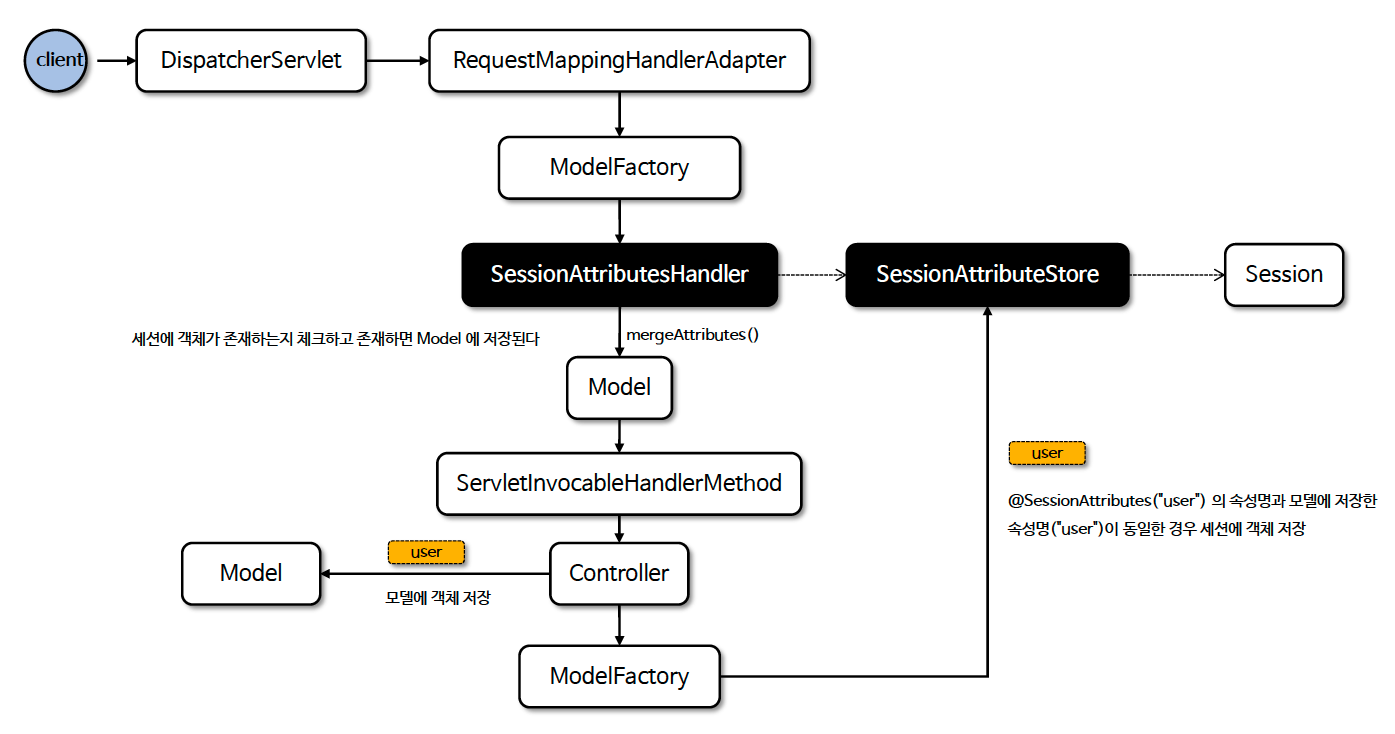 client
DispatcherServlet
RequestMappingHandlerAdapter
ModelFactory
SessionAttributesHandler
SessionAttributeStore
Session
세션에 객체가 존재하는지 체크하고 존재하면 Model 에 저장된다
mergeAttributes()
Model
user
ServletInvocableHandlerMethod
@SessionAttributes("user") 의 속성명과 모델에 저장한
속성명("user")이 동일한 경우 세션에 객체 저장
user
Model
Controller
모델에 객체 저장
ModelFactory